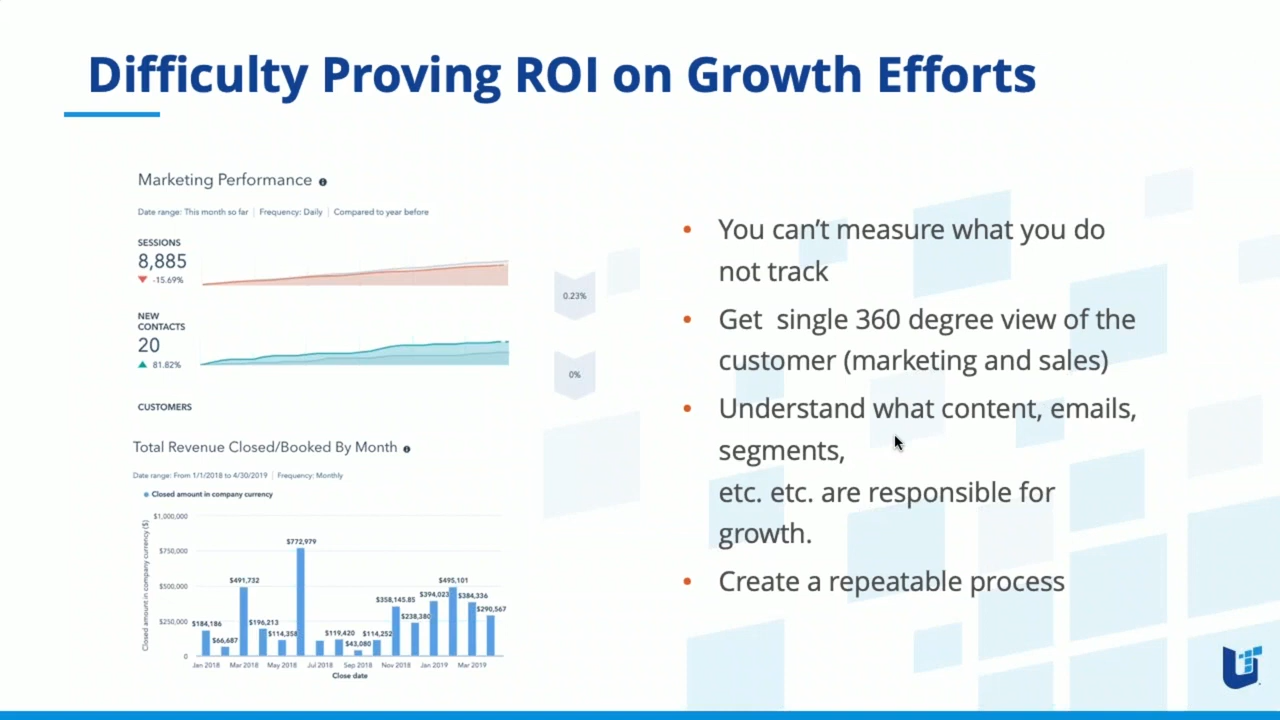 Difficulty Proving ROI on Growth Efforts
Marketing Performance
Date range: This month so far | Frequency: Daily | Compared to year before
SESSIONS
8,885
-15.69%
0.23%
NEW
CONTACTS
20
81.82%
0%
CUSTOMERS
Total Revenue Closed/Booked By Month
Date range: From 1/1/2018 to 4/30/2019 | Frequency: Monthly
Closed amount in company currency
Closed amount in company currency ($)
$1,000,000
$750,000
$500,000
$250,000
0
$184,186
$66,687
$491,732
$196,213
$114,358
$772,979
$119,420
$43,080
$114,252
$358,145.85
$238,380
$394,023
$495,101
$384,336
$290,567
Jan 2018
Mar 2018
May 2018
Jul 2018
Sep 2018
Nov 2018
Jan 2019
Mar 2019
Close date
• You can’t measure what you do
not track
• Get single 360 degree view of the
customer (marketing and sales)
• Understand what content, emails,
segments,
etc. etc. are responsible for
growth.
• Create a repeatable process